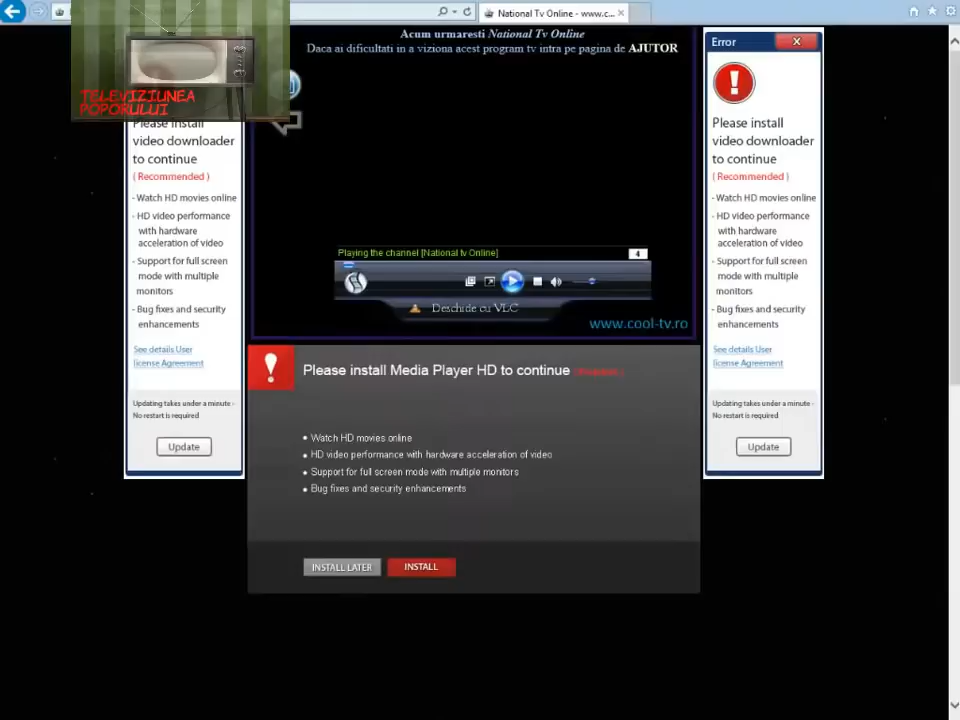 National Tv Online - www.c...
TELEVIZIUNEA
POPORULUI
Acum urmaresti National Tv Online
Daca ai dificultati in a viziona acest program tv intra pe pagina de AJUTOR
Please install
video downloader
to continue
( Recommended )
- Watch HD movies online
- HD video performance
with hardware
acceleration of video
- Support for full screen
mode with multiple
monitors
- Bug fixes and security
enhancements
See details User
license Agreement
Updating takes under a minute -
No restart is required
Update
Playing the channel [National tv Online]
4
Deschide cu VLC
www.cool-tv.ro
Please install Media Player HD to continue
• Watch HD movies online
• HD video performance with hardware acceleration of video
• Support for full screen mode with multiple monitors
• Bug fixes and security enhancements
INSTALL LATER INSTALL
Error
Please install
video downloader
to continue
( Recommended )
- Watch HD movies online
- HD video performance
with hardware
acceleration of video
- Support for full screen
mode with multiple
monitors
- Bug fixes and security
enhancements
See details User
license Agreement
Updating takes under a minute -
No restart is required
Update